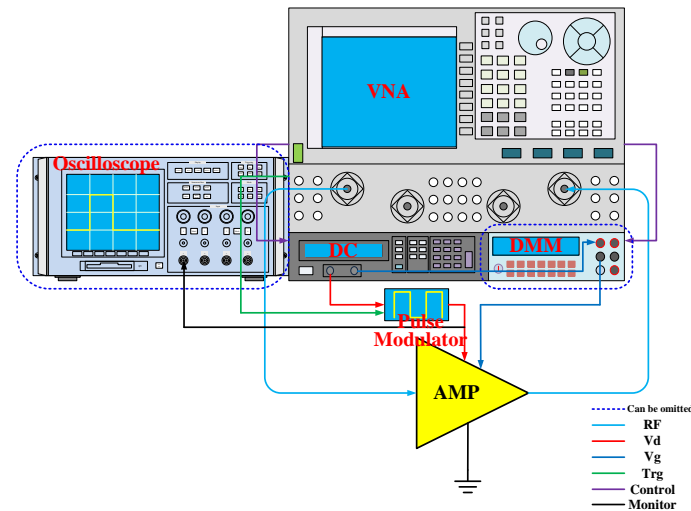 VNA
Oscilloscope
DC
DMM
Pulse
Modulator
AMP
Can be omitted
RF
Vd
Vg
Trg
Control
Monitor